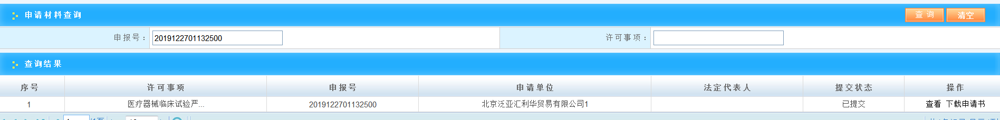 申请材料查询 查 询 清空
申报号： 2019122701132500 许可事项：
查询结果
序号 许可事项 申报号 申请单位 法定代表人 提交状态 操作
1 医疗器械临床试验严... 2019122701132500 北京泛亚汇利华贸易有限公司1 已提交 查看 下载申请书